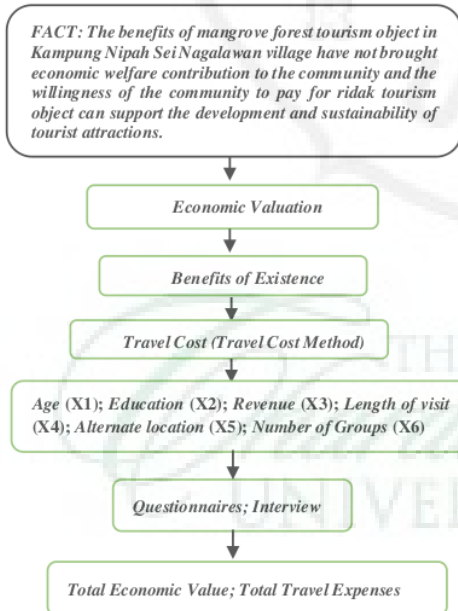 FACT: The benefits of mangrove forest tourism object in
Kampung Nipah Sei Nagalawan village have not brought
economic welfare contribution to the community and the
willingness of the community to pay for ridak tourism
object can support the development and sustainability of
tourist attractions.
Economic Valuation
Benefits of Existence
Travel Cost (Travel Cost Method)
Age (X1); Education (X2); Revenue (X3); Length of visit
(X4); Alternate location (X5); Number of Groups (X6)
Questionnaires; Interview
Total Economic Value; Total Travel Expenses